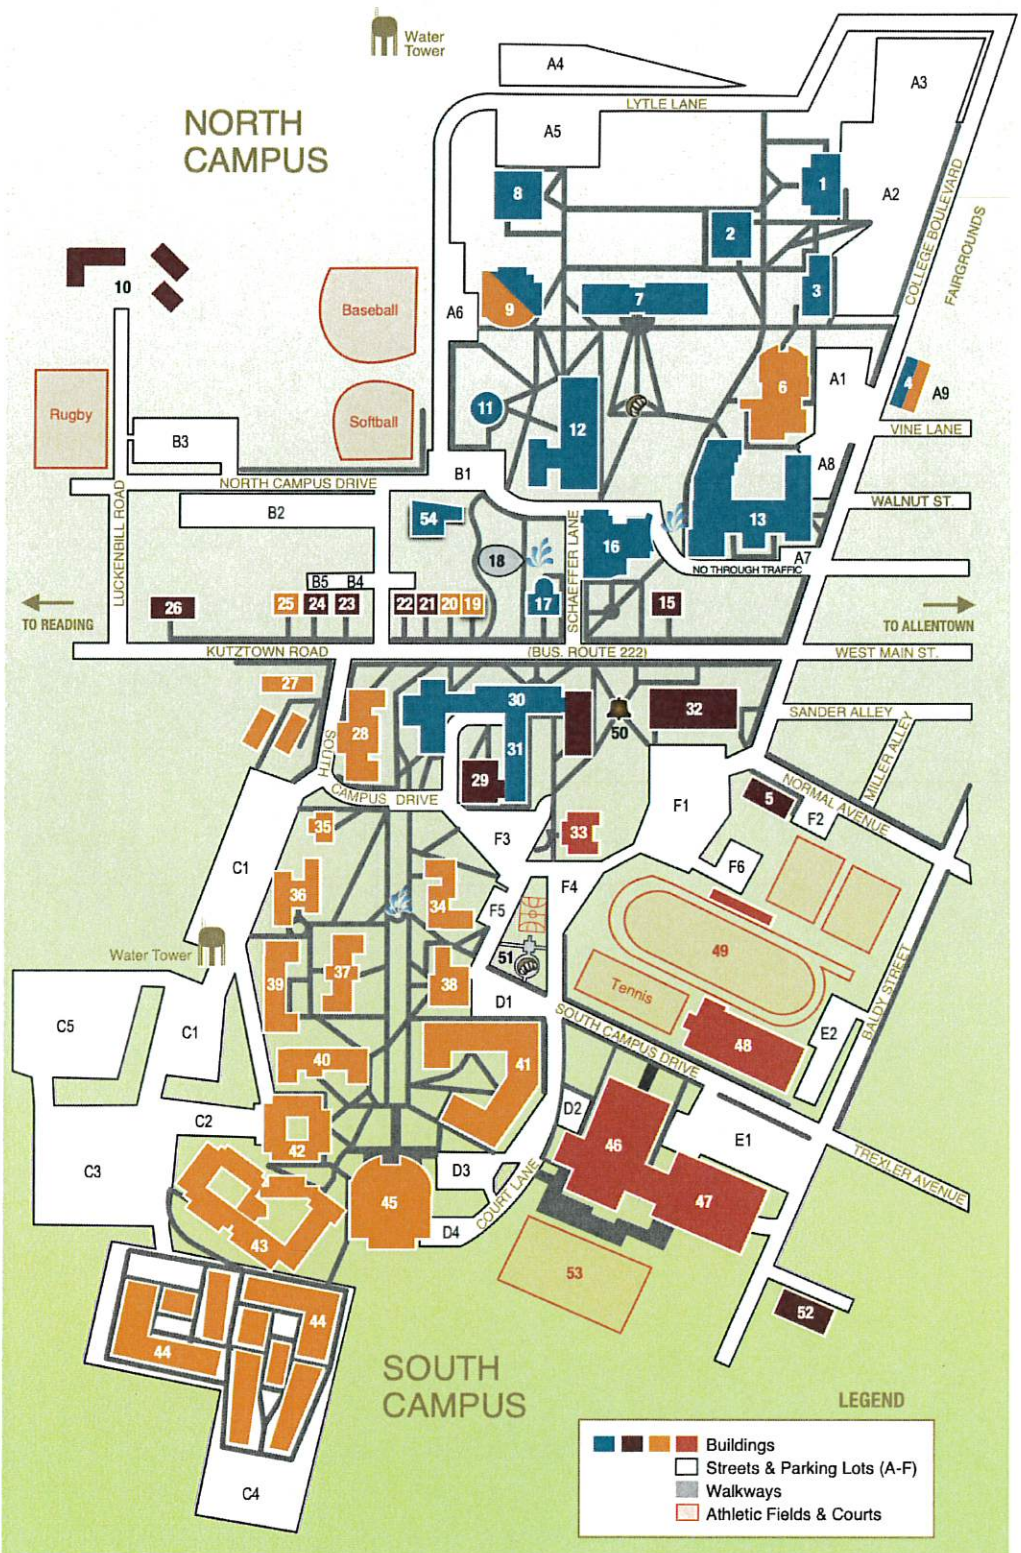 Water
Tower
A4
A3
LYTLE LANE
NORTH
CAMPUS
A5
1
8
A2
COLLEGE BOULEVARD
2
FAIRGROUNDS
10
3
7
Baseball
A6
9
6
A1
4
A9
Rugby
11
Softball
12
VINE LANE
B3
A8
B1
NORTH CAMPUS DRIVE
WALNUT ST.
B2
54
13
LUCKENBILL ROAD
SCHAEFFER LANE
16
18
A7
NO THROUGH TRAFFIC
B5
B4
26
25
24
23
22
21
20
19
17
15
TO READING
TO ALLENTOWN
KUTZTOWN ROAD
(BUS. ROUTE 222)
WEST MAIN ST.
27
30
32
SANDER ALLEY
28
50
31
MILLER ALLEY
SOUTH
CAMPUS DRIVE
29
5
NORMAL AVENUE
F1
F2
35
33
F3
C1
F6
36
34
F4
F5
Water Tower
37
51
49
39
38
Tennis
BALDY STREET
D1
C5
C1
SOUTH CAMPUS DRIVE
E2
48
40
41
D2
C2
42
46
E1
C3
D3
TREXLER AVENUE
45
47
COURT LANE
43
D4
53
52
44
44
SOUTH
CAMPUS
LEGEND
Buildings
Streets & Parking Lots (A-F)
Walkways
Athletic Fields & Courts
C4